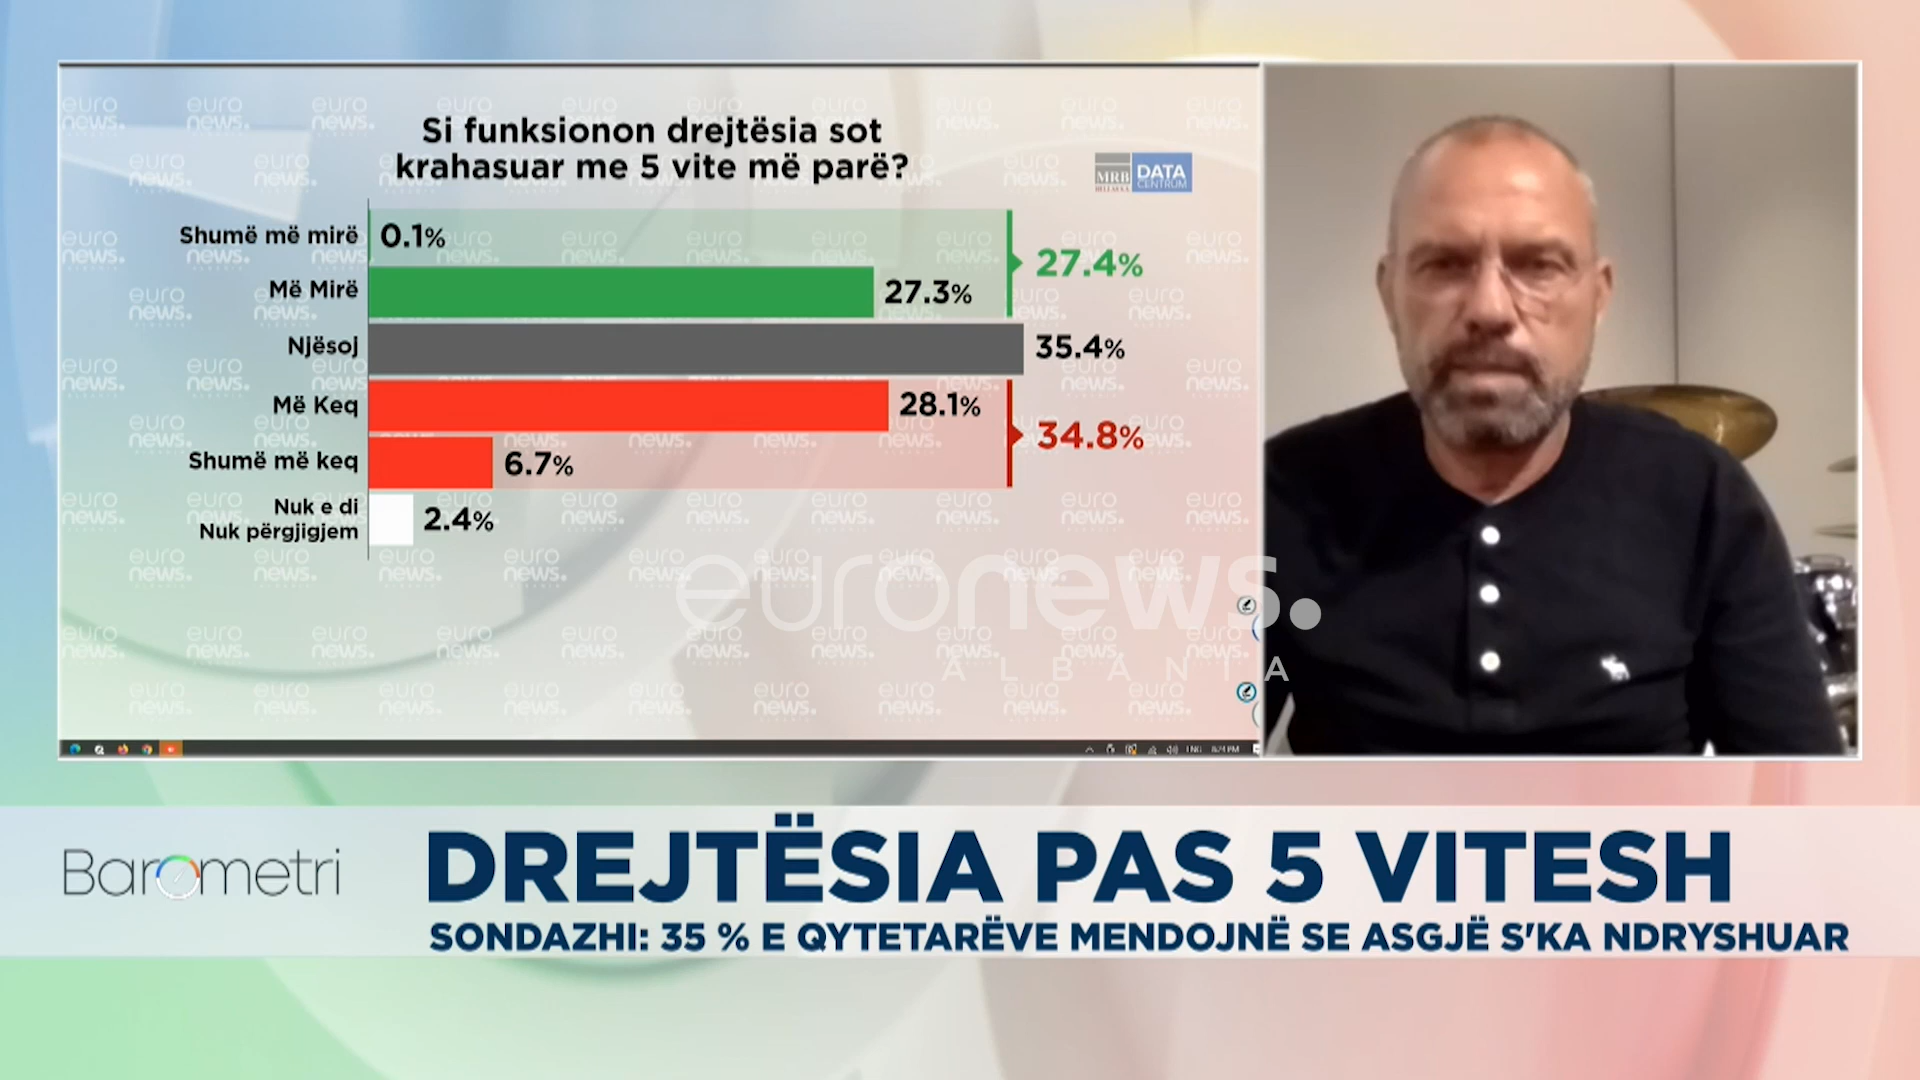 Si funksionon drejtësia sot
krahasuar me 5 vite më parë?
MRB
DATA
CENTRUM
Shumë më mirë 0.1%
Më Mirë 27.3%
27.4%
Njësoj 35.4%
Më Keq 28.1%
34.8%
Shumë më keq 6.7%
Nuk e di
Nuk përgjigjem
2.4%
euronews.
ALBANIA
Barometri
DREJTËSIA PAS 5 VITESH
SONDAZHI: 35 % E QYTETARËVE MENDOJNË SE ASGJË S'KA NDRYSHUAR